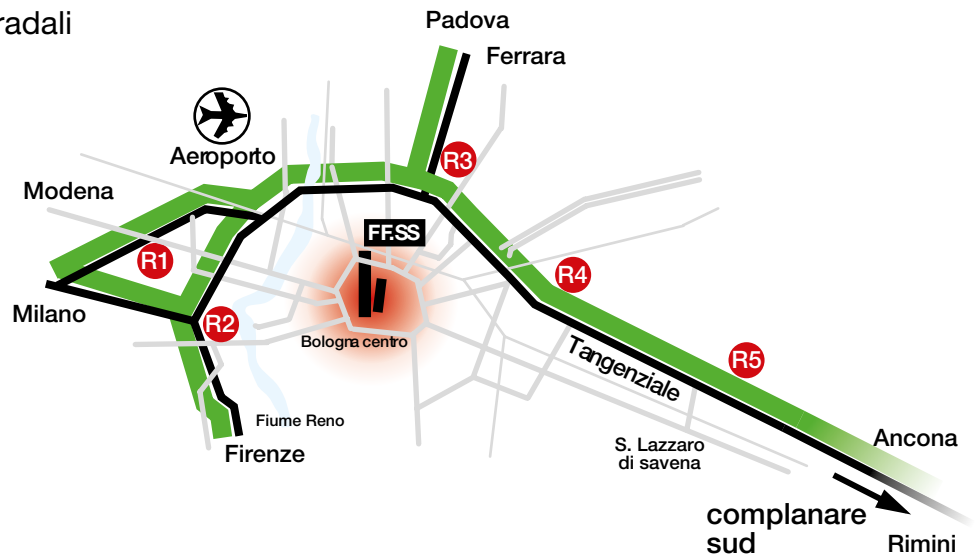 radali
Padova
Ferrara
Aeroporto
R3
Modena
FF.SS
R1
R4
Milano
R2
Bologna centro
R5
Tangenziale
Fiume Reno
Firenze
S. Lazzaro
di savena
Ancona
complanare
sud
Rimini